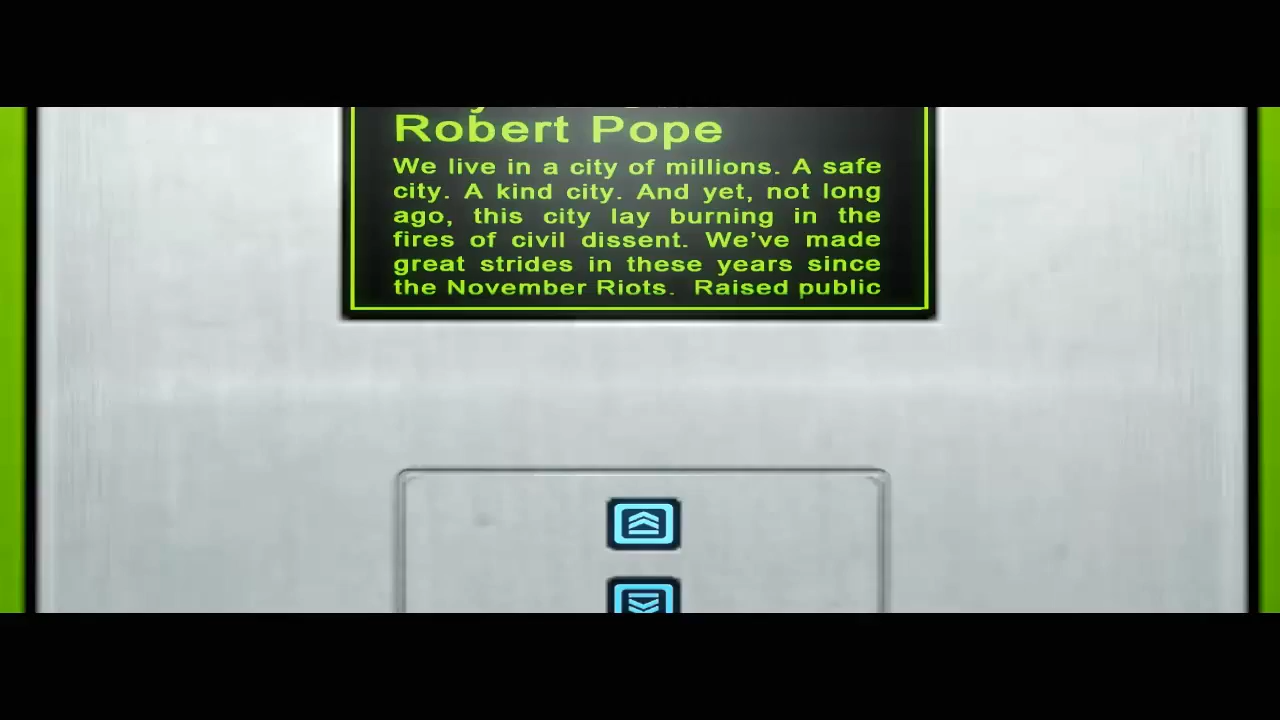 Robert Pope
We live in a city of millions. A safe
city. A kind city. And yet, not long
ago, this city lay burning in the
fires of civil dissent. We've made
great strides in these years since
the November Riots. Raised public